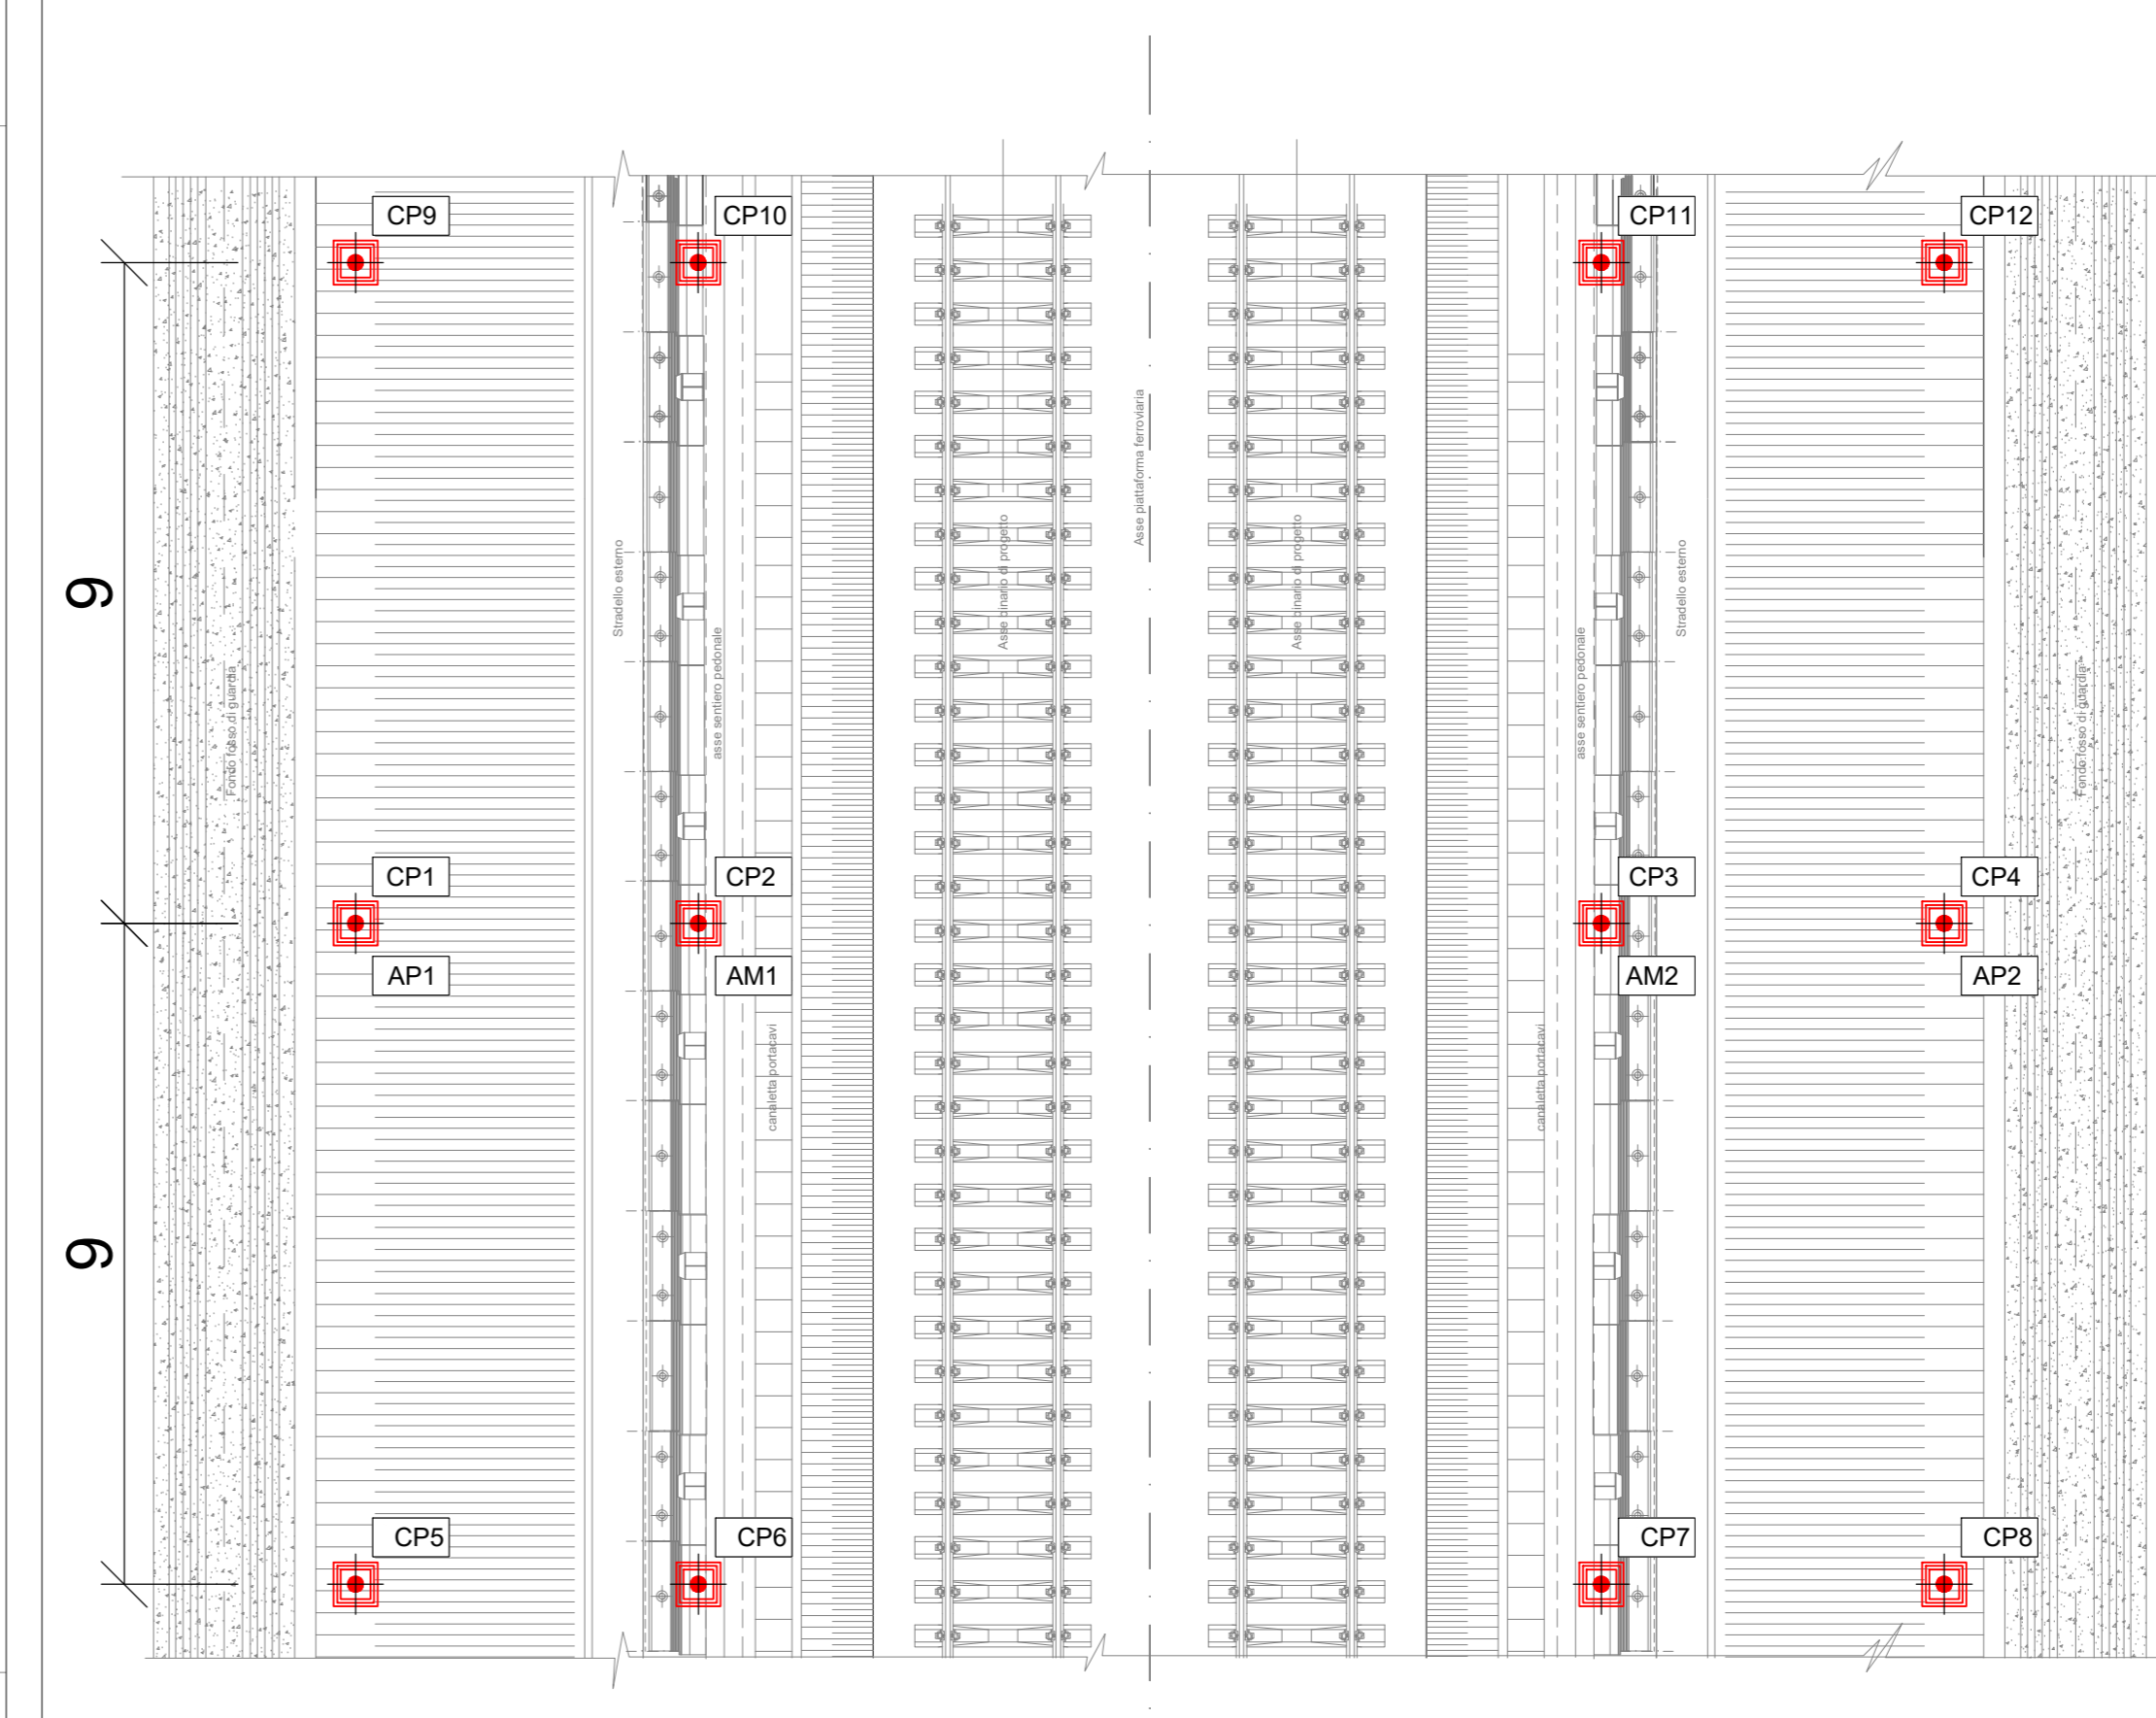 CP9
CP10
CP11
CP12
9
Asse piattaforma ferroviaria
Stradello esterno
Asse binario di progetto
Asse binario di progetto
Stradello esterno
asse sentiero pedonale
asse sentiero pedonale
Fondo fosso di guardia
Fondo fosso di guardia
CP1
CP2
CP3
CP4
AP1
AM1
AM2
AP2
canaletta portacavi
canaletta portacavi
9
CP5
CP6
CP7
CP8